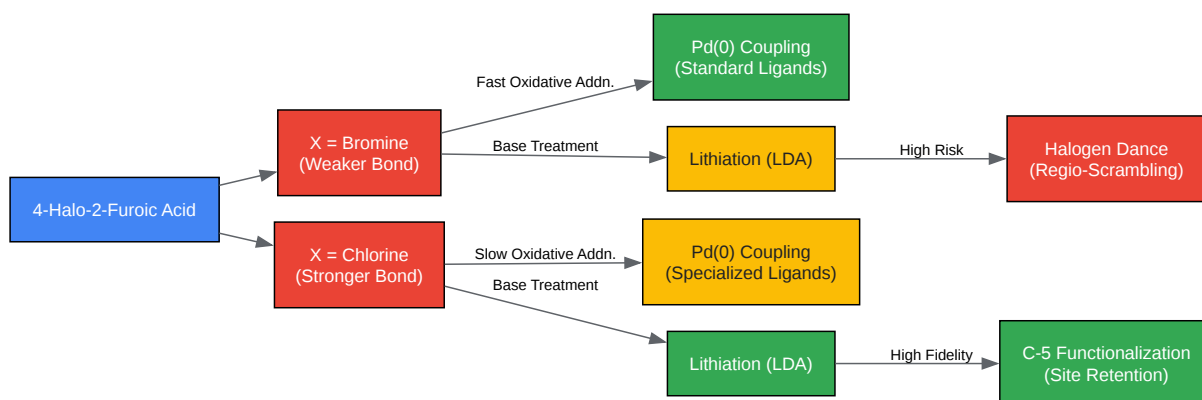 4-Halo-2-Furoic Acid
X = Bromine
(Weaker Bond)
X = Chlorine
(Stronger Bond)
Fast Oxidative Addn.
Base Treatment
Slow Oxidative Addn.
Base Treatment
Pd(0) Coupling
(Standard Ligands)
Lithiation (LDA)
Pd(0) Coupling
(Specialized Ligands)
Lithiation (LDA)
High Risk
High Fidelity
Halogen Dance
(Regio-Scrambling)
C-5 Functionalization
(Site Retention)